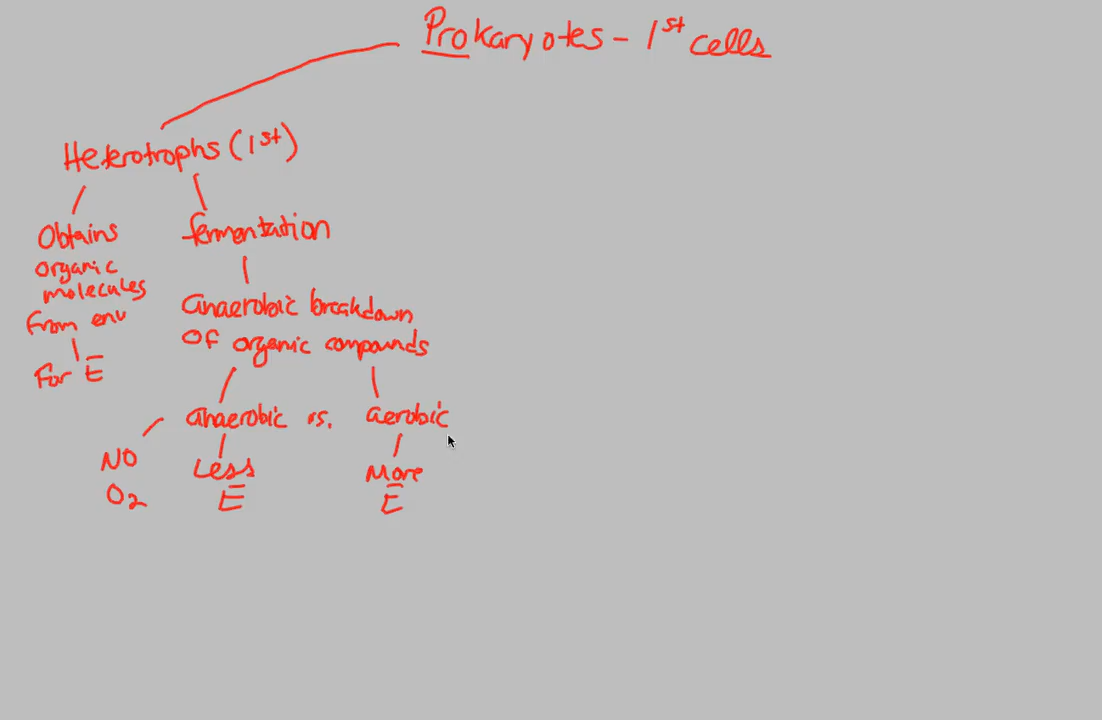 Prokaryotes - 1st cells
Heterotrophs (1st)
Obtains
organic
molecules
from env
For E
fermentation
anaerobic breakdown
of organic compounds
anaerobic vs. aerobic
NO
O2
Less
E
More
E